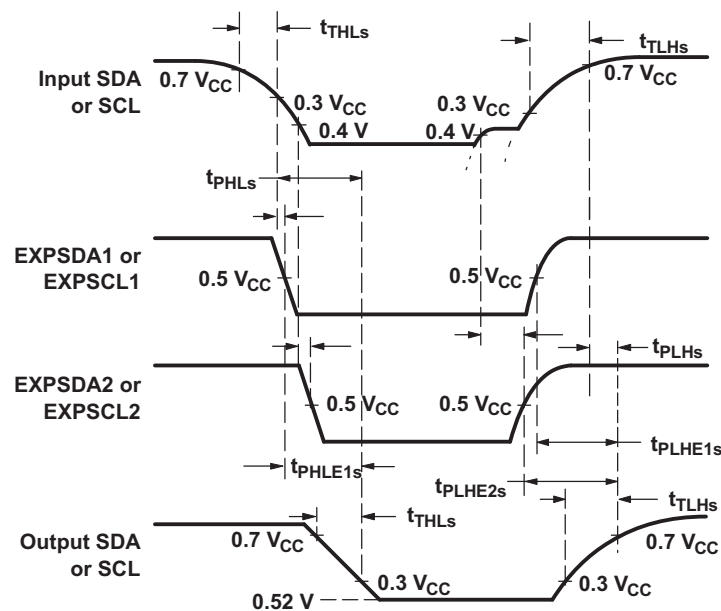 tTHLs
tTLHs
Input SDA
or SCL
0.7 VCC
0.3 VCC
0.4 V
0.3 VCC
0.4 V
0.7 VCC
tPHLs
EXPSDA1 or
EXPSCL1
0.5 VCC
0.5 VCC
tPLHs
EXPSDA2 or
EXPSCL2
0.5 VCC
0.5 VCC
tPHLE1s
tPLHE1s
tPLHE2s
tTHLs
tTLHs
Output SDA
or SCL
0.7 VCC
0.3 VCC
0.52 V
0.3 VCC
0.7 VCC